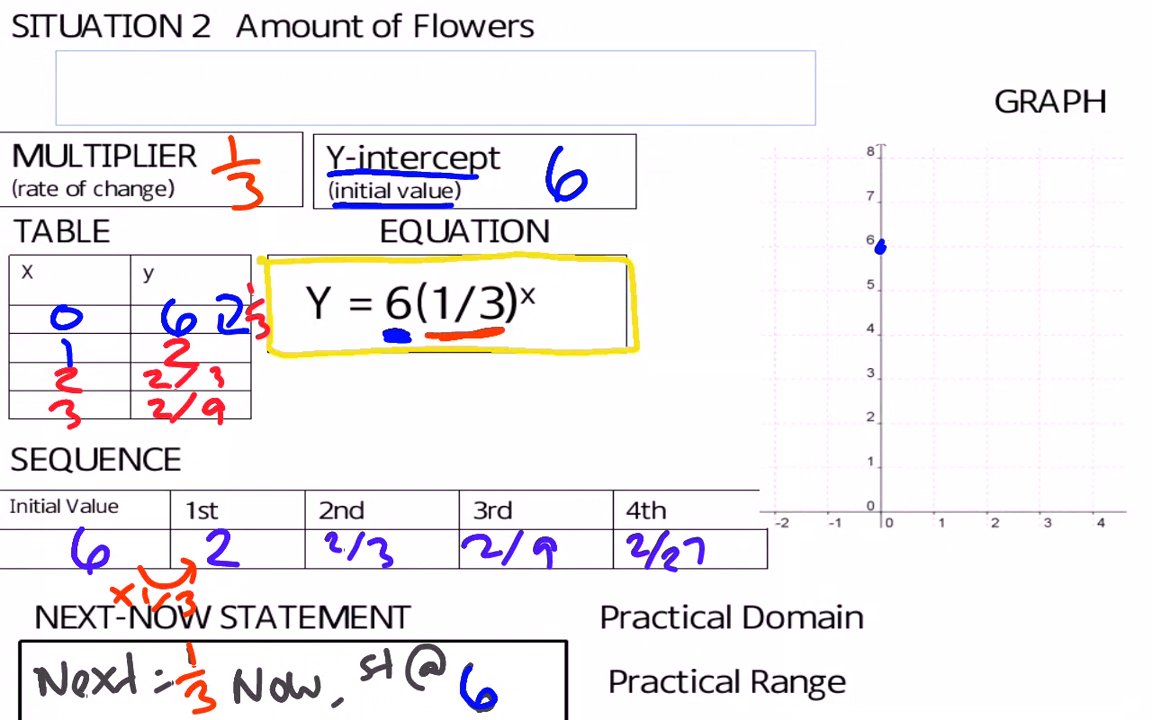 SITUATION 2 Amount of Flowers
GRAPH
MULTIPLIER 1/3
(rate of change)
Y-intercept 6
(initial value)
TABLE
EQUATION
x y
0 6 1/3
1 2
2 2/3
3 2/9
Y = 6(1/3)ˣ
8
7
6
5
4
3
2
1
0
-2 -1 0 1 2 3 4
SEQUENCE
Initial Value 1st 2nd 3rd 4th
6 2 2/3 2/9 2/27
x 1/3
NEXT-NOW STATEMENT
Next = 1/3 Now, st @ 6
Practical Domain
Practical Range